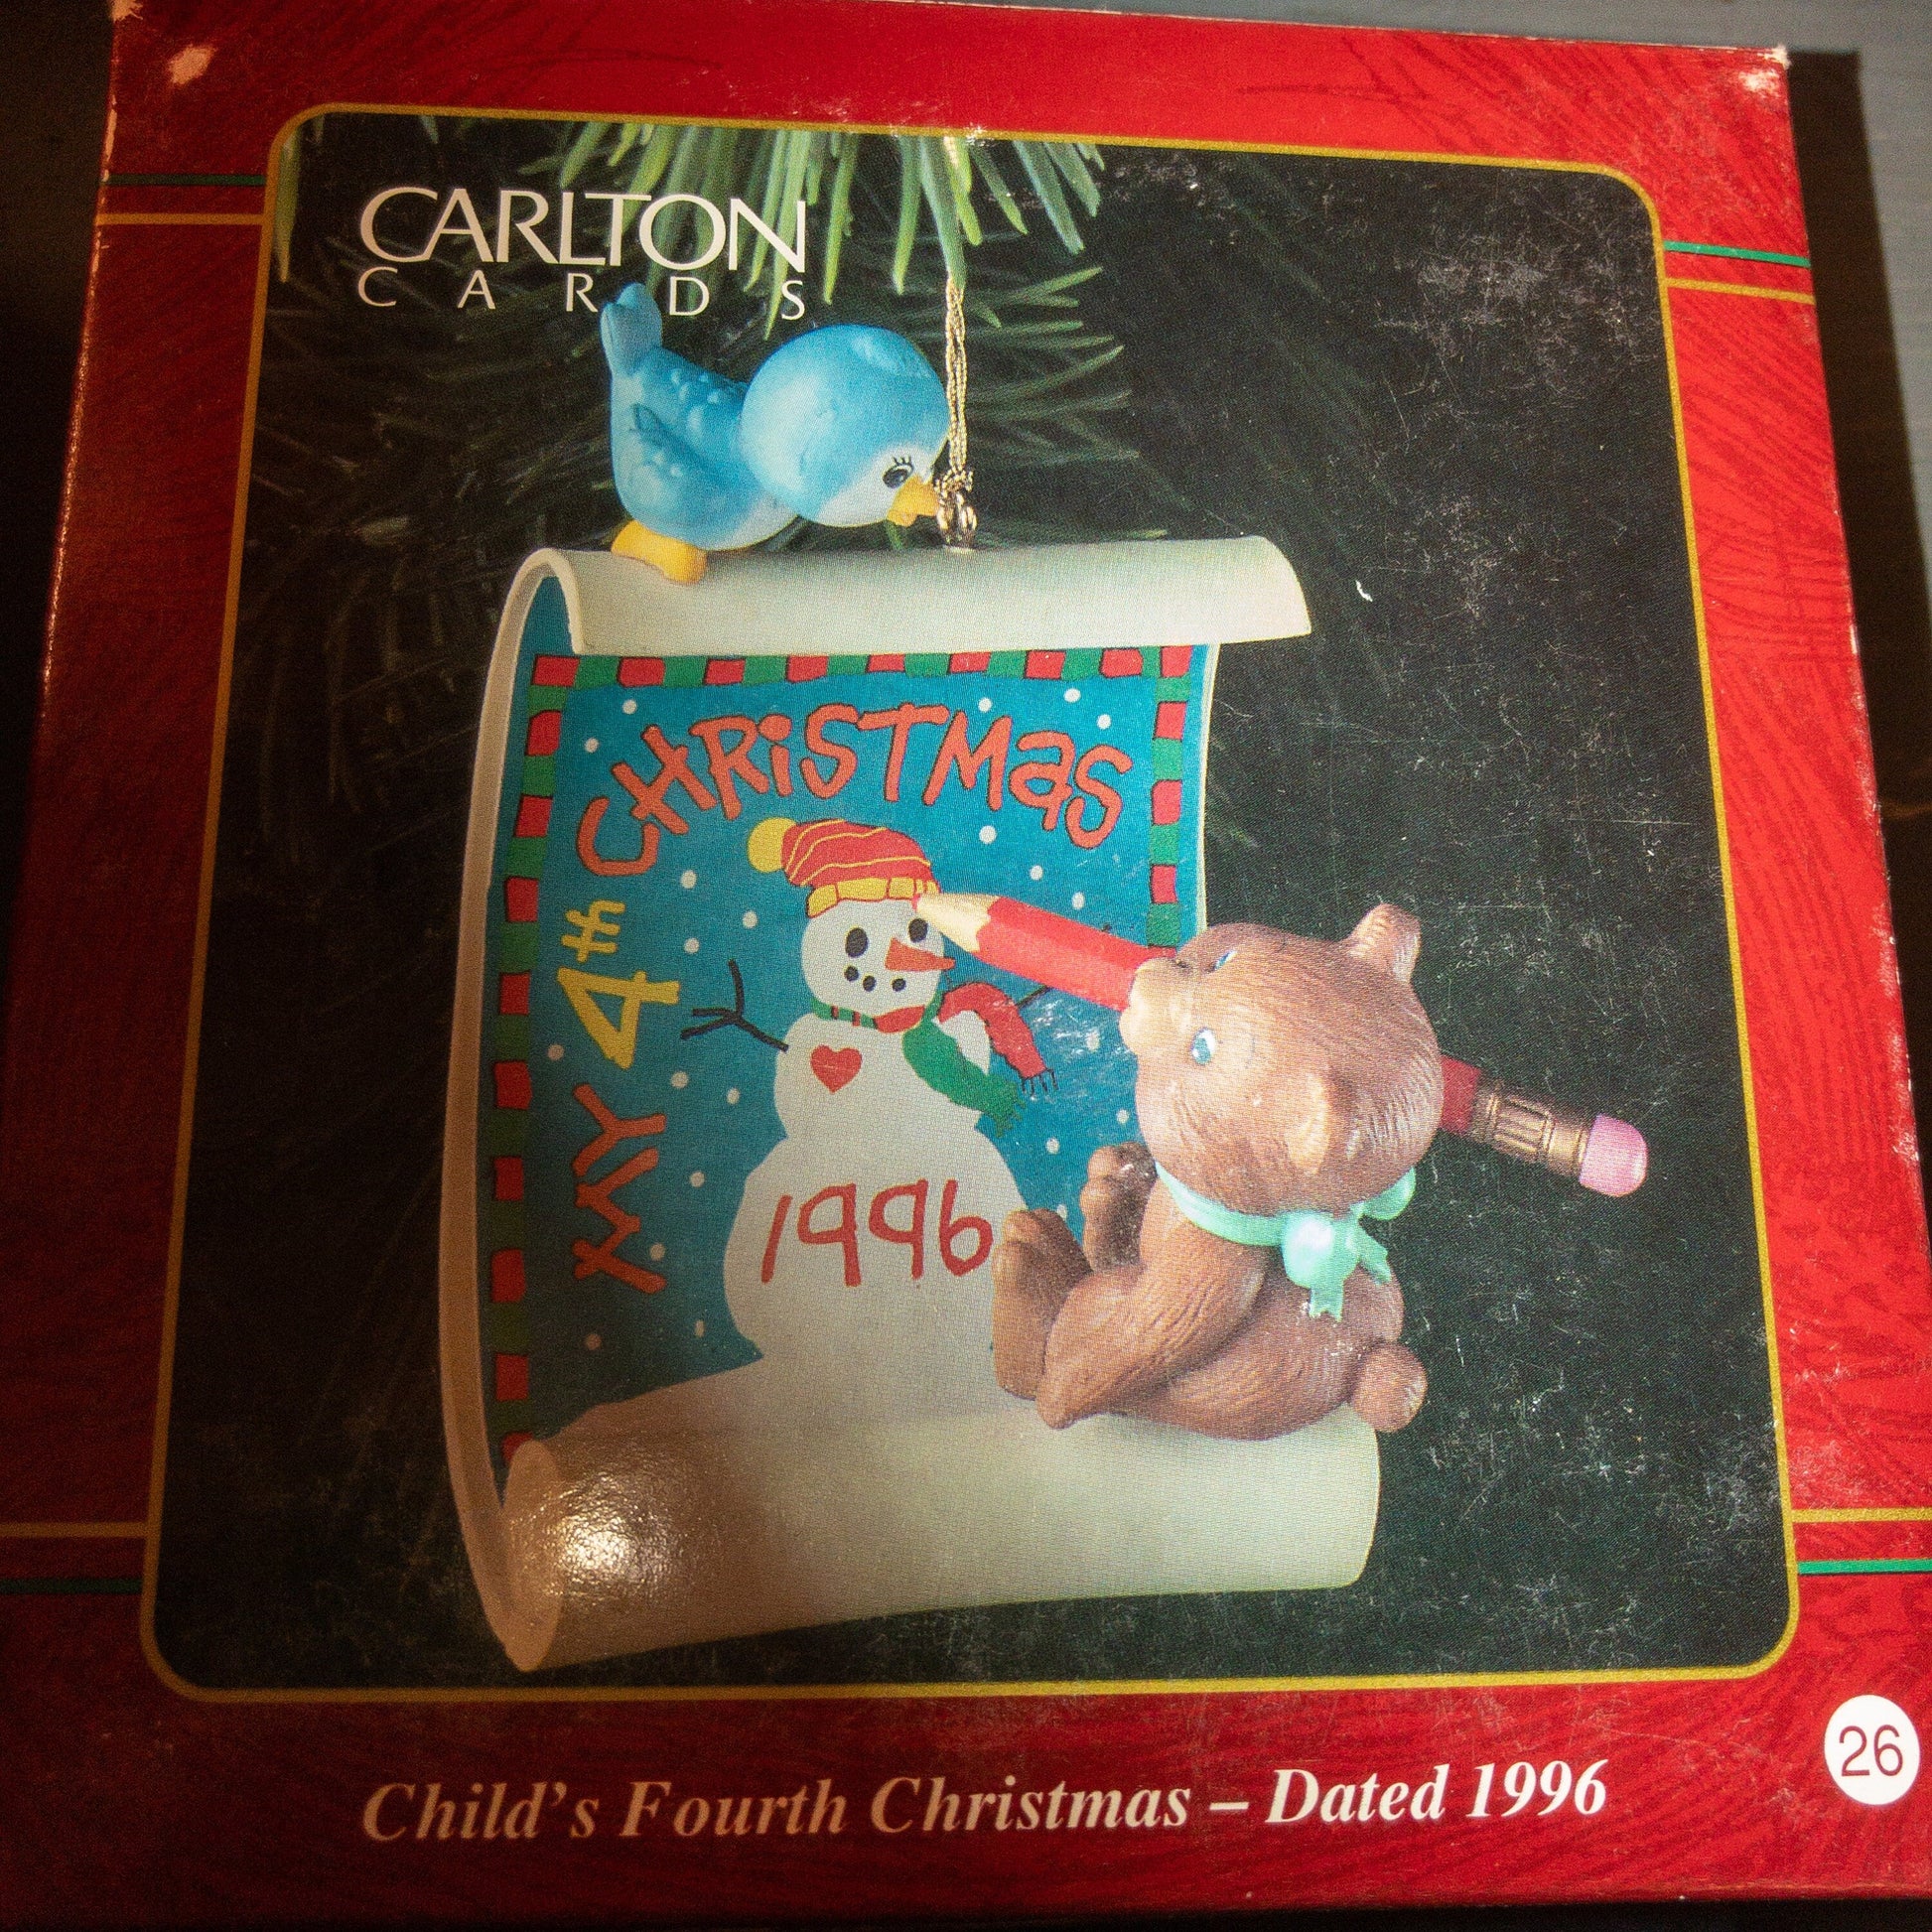 CARLTON
CARDS
MY 4th CHRiSTMaS
1996
26
Child's Fourth Christmas – Dated 1996